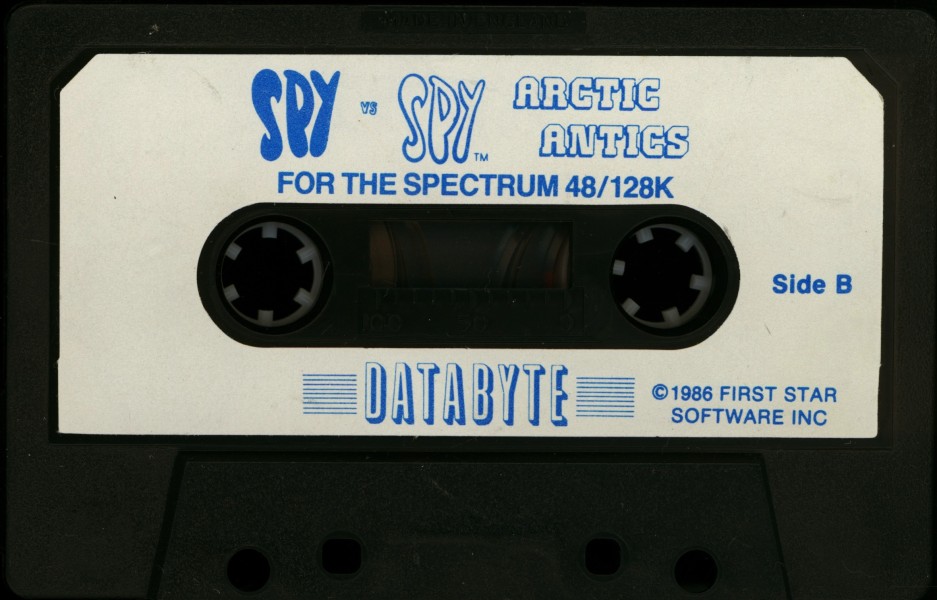 SPY vs SPY™ ARCTIC
ANTICS
FOR THE SPECTRUM 48/128K
Side B
DATABYTE
©1986 FIRST STAR
SOFTWARE INC